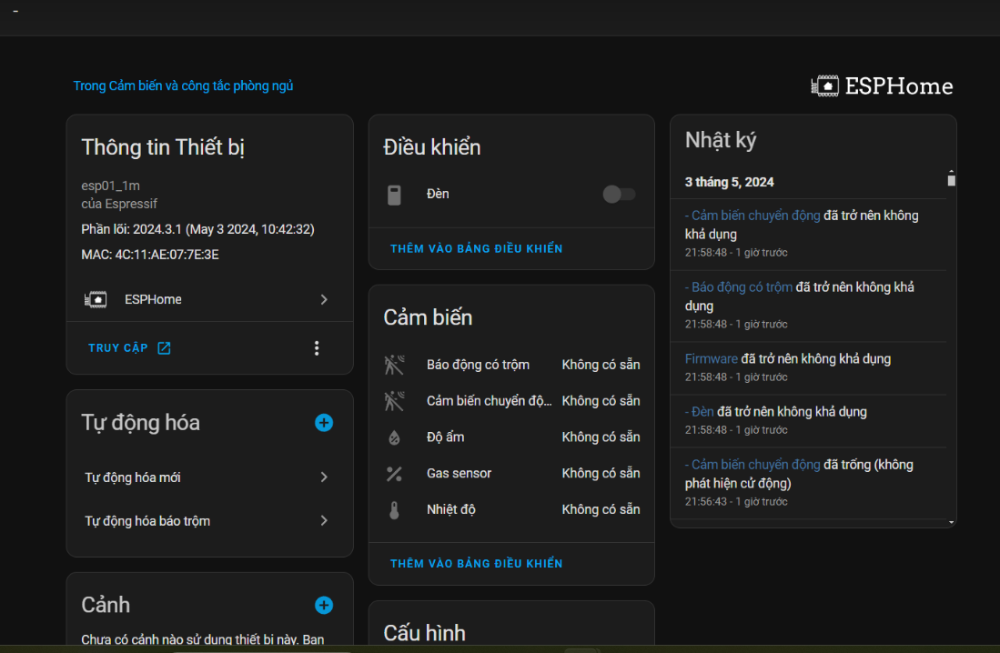 -
Trong Cảm biến và công tắc phòng ngủ
ESPHome
Thông tin Thiết bị
esp01_1m
của Espressif
Phần lõi: 2024.3.1 (May 3 2024, 10:42:32)
MAC: 4C:11:AE:07:7E:3E
ESPHome
TRUY CẬP
Tự động hóa
Tự động hóa mới
Tự động hóa báo trộm
Cảnh
Chưa có cảnh nào sử dụng thiết bị này. Bạn
Điều khiển
Đèn
THÊM VÀO BẢNG ĐIỀU KHIỂN
Cảm biến
Báo động có trộm Không có sẵn
Cảm biến chuyển độ... Không có sẵn
Độ ẩm Không có sẵn
Gas sensor Không có sẵn
Nhiệt độ Không có sẵn
THÊM VÀO BẢNG ĐIỀU KHIỂN
Cấu hình
Nhật ký
3 tháng 5, 2024
- Cảm biến chuyển động đã trở nên không
khả dụng
21:58:48 - 1 giờ trước
- Báo động có trộm đã trở nên không khả
dụng
21:58:48 - 1 giờ trước
Firmware đã trở nên không khả dụng
21:58:48 - 1 giờ trước
- Đèn đã trở nên không khả dụng
21:58:48 - 1 giờ trước
- Cảm biến chuyển động đã trống (không
phát hiện cử động)
21:56:43 - 1 giờ trước